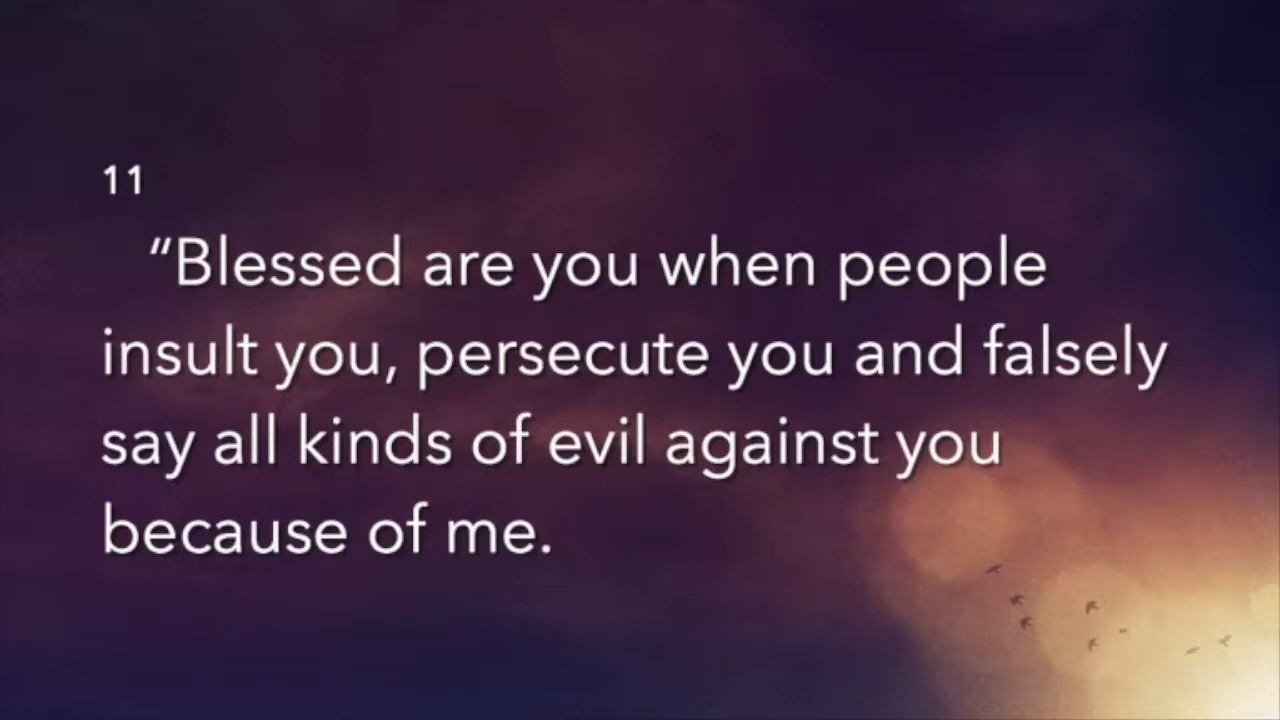 11
“Blessed are you when people
insult you, persecute you and falsely
say all kinds of evil against you
because of me.